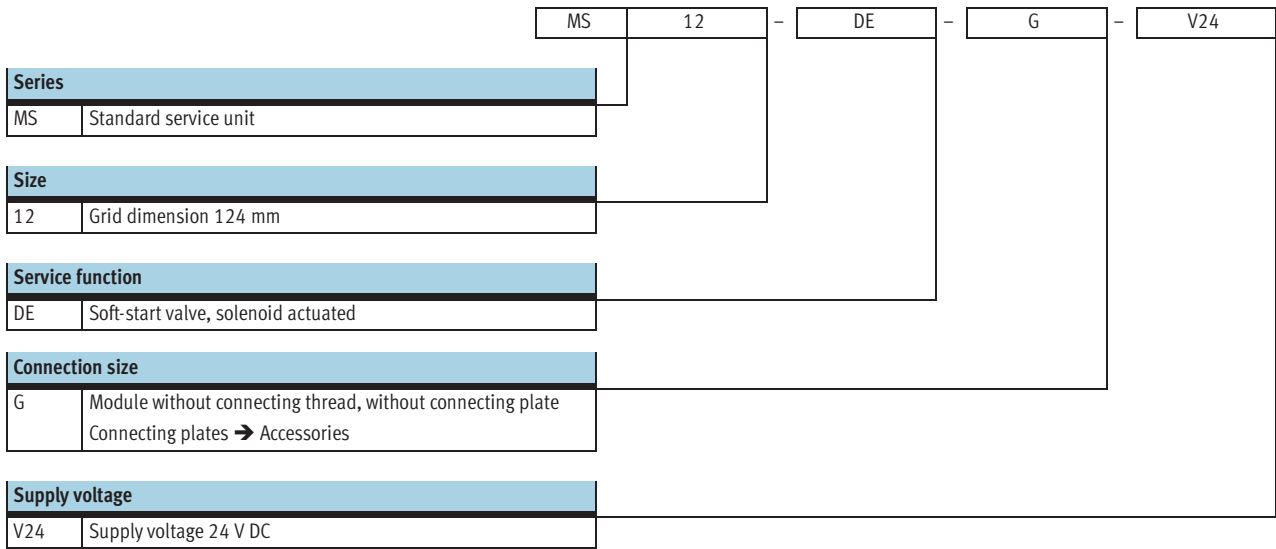 MS 12 – DE – G – V24
Series
MS Standard service unit
Size
12 Grid dimension 124 mm
Service function
DE Soft-start valve, solenoid actuated
Connection size
G Module without connecting thread, without connecting plate
Connecting plates ➔ Accessories
Supply voltage
V24 Supply voltage 24 V DC